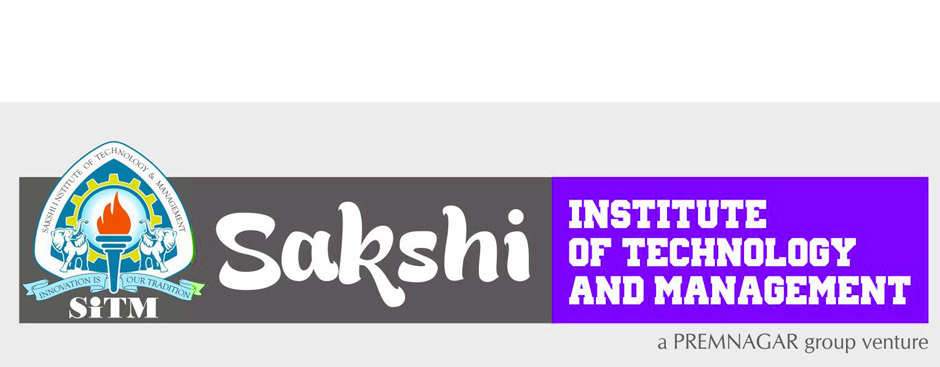 SAKSHI INSTITUTE OF TECHNOLOGY & MANAGEMENT
INNOVATION IS OUR TRADITION
SiTM
Sakshi
INSTITUTE
OF TECHNOLOGY
AND MANAGEMENT
a PREMNAGAR group venture